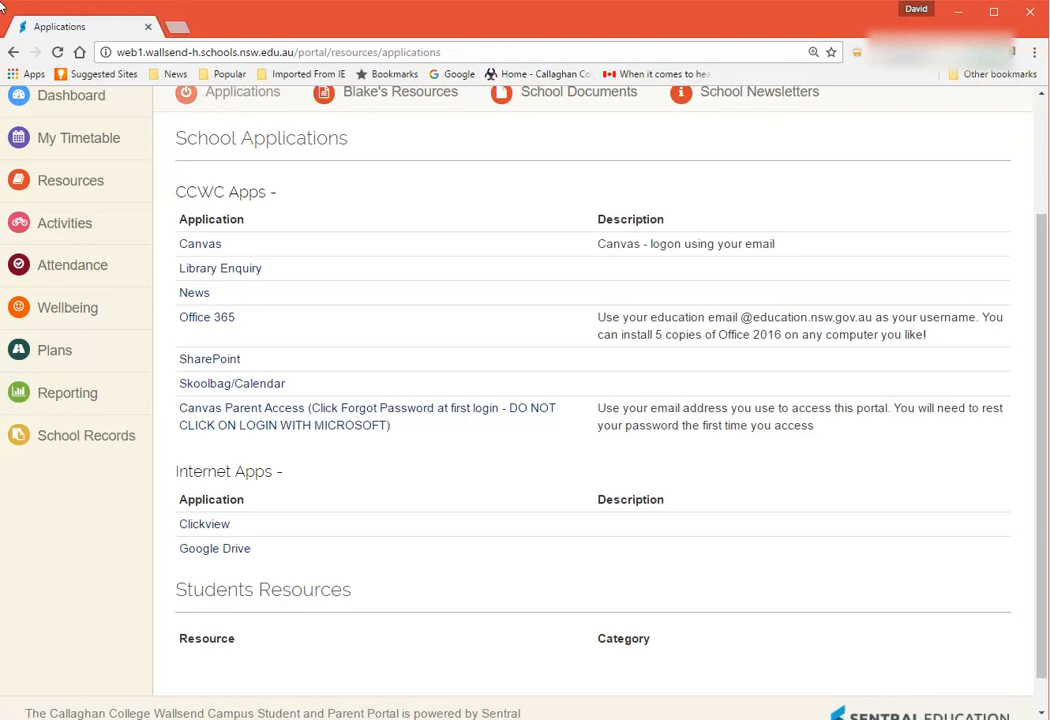 David
Applications
web1.wallsend-h.schools.nsw.edu.au/portal/resources/applications
Apps Suggested Sites News Popular Imported From IE Bookmarks Google Home - Callaghan Co When it comes to hea Other bookmarks
Dashboard
My Timetable
Resources
Activities
Attendance
Wellbeing
Plans
Reporting
School Records
Applications Blake's Resources School Documents School Newsletters
School Applications
CCWC Apps -
Application Description
Canvas Canvas - logon using your email
Library Enquiry
News
Office 365 Use your education email @education.nsw.gov.au as your username. You
can install 5 copies of Office 2016 on any computer you like!
SharePoint
Skoolbag/Calendar
Canvas Parent Access (Click Forgot Password at first login - DO NOT Use your email address you use to access this portal. You will need to rest
CLICK ON LOGIN WITH MICROSOFT) your password the first time you access
Internet Apps -
Application Description
Clickview
Google Drive
Students Resources
Resource Category
The Callaghan College Wallsend Campus Student and Parent Portal is powered by Sentral
SENTRAL EDUCATION